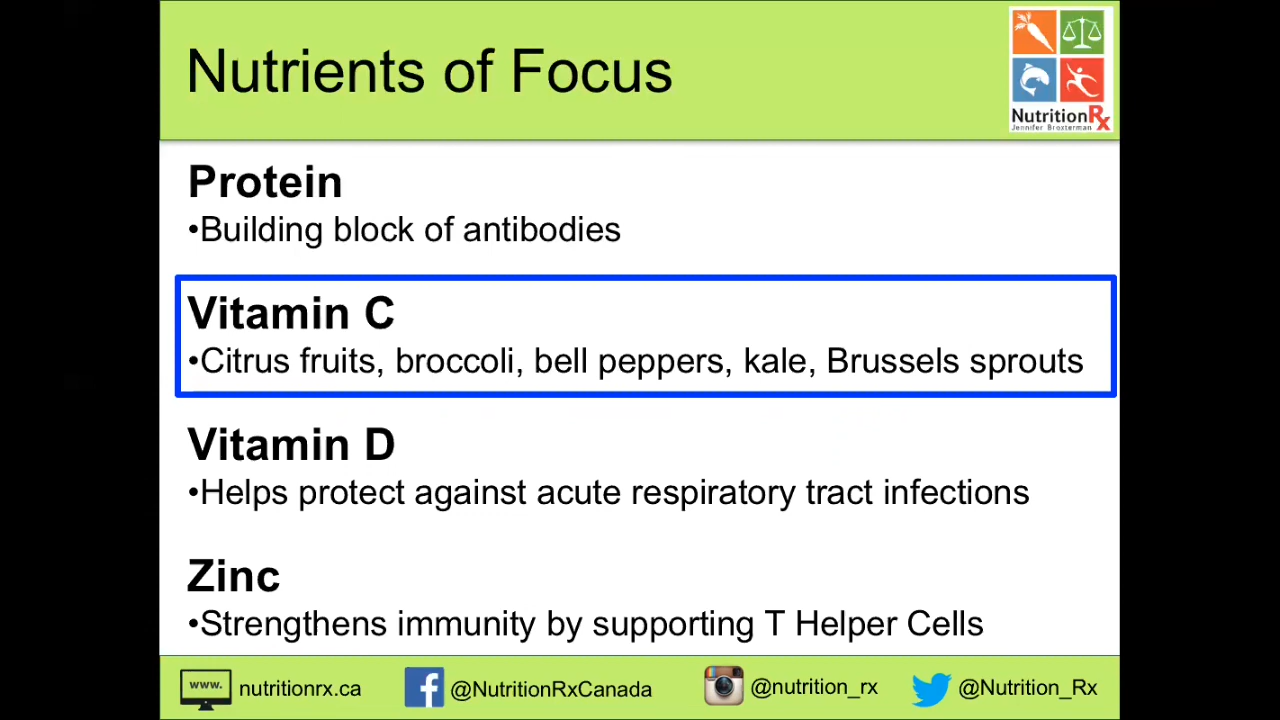 Nutrients of Focus
NutritionRx
Jennifer Broxterman
Protein
•Building block of antibodies
Vitamin C
•Citrus fruits, broccoli, bell peppers, kale, Brussels sprouts
Vitamin D
•Helps protect against acute respiratory tract infections
Zinc
•Strengthens immunity by supporting T Helper Cells
www. nutritionrx.ca @NutritionRxCanada @nutrition_rx @Nutrition_Rx